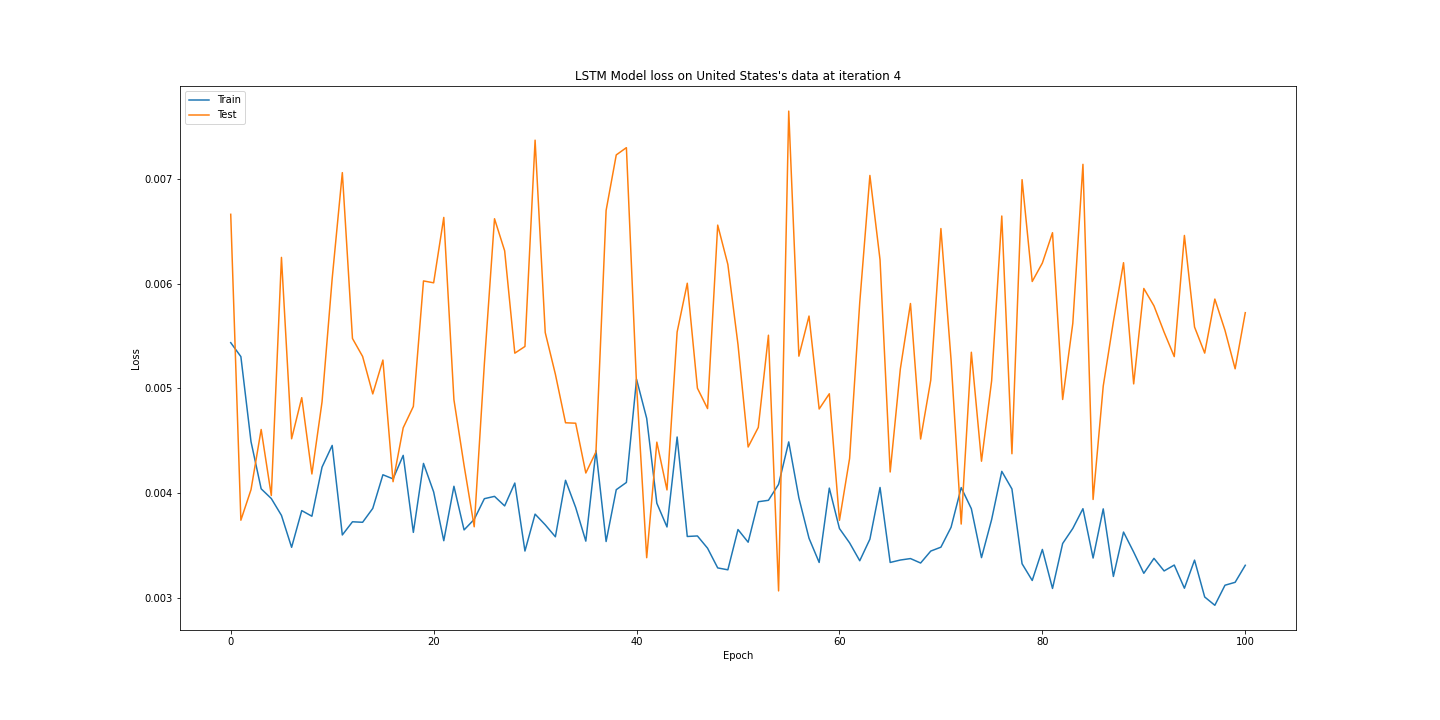 LSTM Model loss on United States's data at iteration 4
Train
Test
0.007
0.006
0.005
0.004
0.003
Loss
0 20 40 60 80 100
Epoch